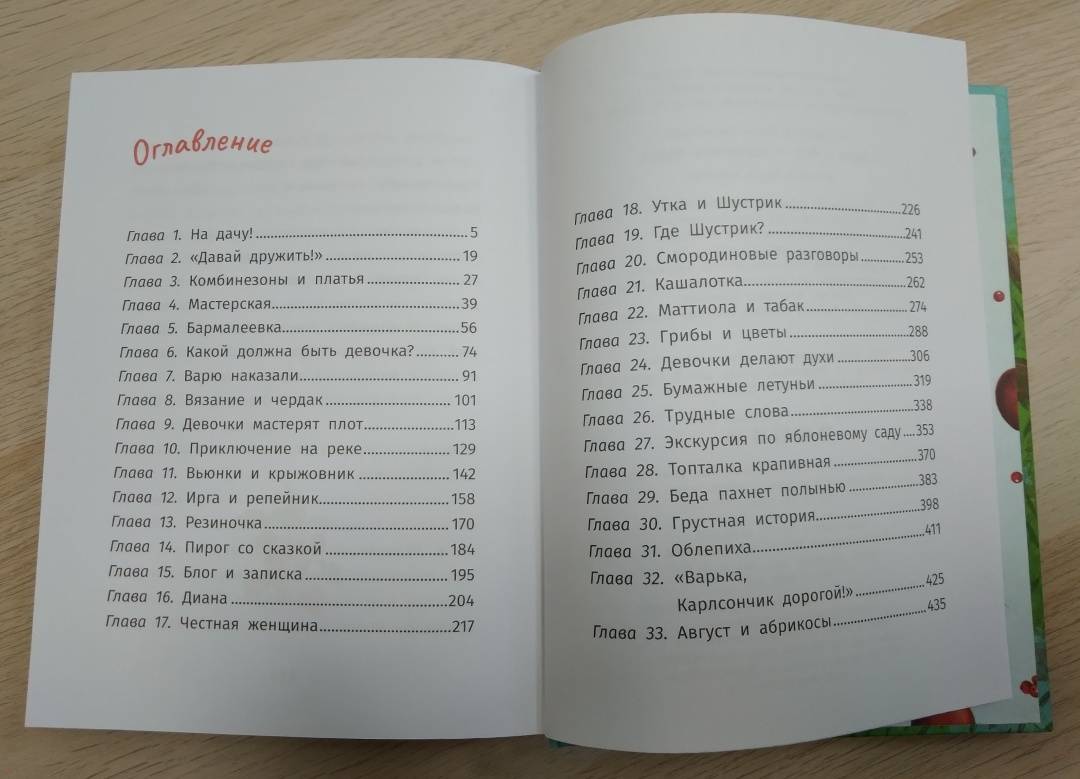 Оглавление
Глава 1. На дачу!..........5
Глава 2. «Давай дружить!»..........19
Глава 3. Комбинезоны и платья..........27
Глава 4. Мастерская..........39
Глава 5. Бармалеевка..........56
Глава 6. Какой должна быть девочка?..........74
Глава 7. Варю наказали..........91
Глава 8. Вязание и чердак..........101
Глава 9. Девочки мастерят плот..........113
Глава 10. Приключение на реке..........129
Глава 11. Вьюнки и крыжовник..........142
Глава 12. Ирга и репейник..........158
Глава 13. Резиночка..........170
Глава 14. Пирог со сказкой..........184
Глава 15. Блог и записка..........195
Глава 16. Диана..........204
Глава 17. Честная женщина..........217
Глава 18. Утка и Шустрик..........226
Глава 19. Где Шустрик?..........241
Глава 20. Смородиновые разговоры..........253
Глава 21. Кашалотка..........262
Глава 22. Маттиола и табак..........274
Глава 23. Грибы и цветы..........288
Глава 24. Девочки делают духи..........306
Глава 25. Бумажные летуньи..........319
Глава 26. Трудные слова..........338
Глава 27. Экскурсия по яблоневому саду..........353
Глава 28. Топталка крапивная..........370
Глава 29. Беда пахнет полынью..........383
Глава 30. Грустная история..........398
Глава 31. Облепиха..........411
Глава 32. «Варька,
Карлсончик дорогой!»..........425
Глава 33. Август и абрикосы..........435